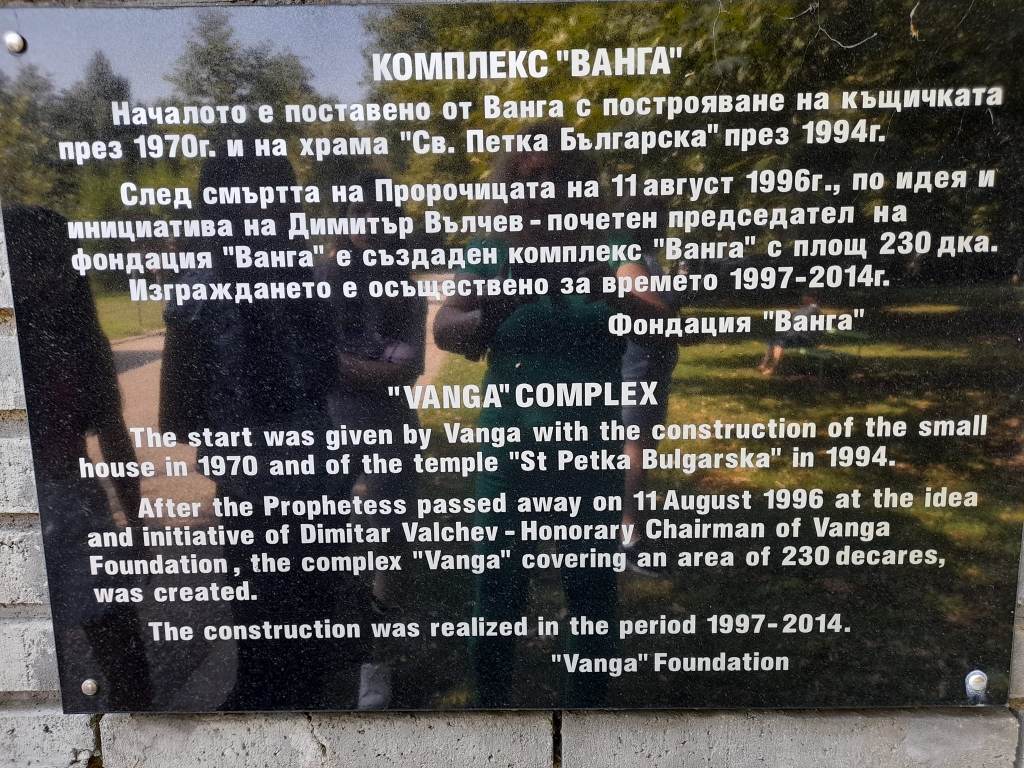 КОМПЛЕКС "ВАНГА"
Началото е поставено от Ванга с построяване на къщичката
през 1970г. и на храма "Св. Петка Българска" през 1994г.
След смъртта на Пророчицата на 11 август 1996г., по идея и
инициатива на Димитър Вълчев - почетен председател на
фондация "Ванга" е създаден комплекс "Ванга" с площ 230 дка.
Изграждането е осъществено за времето 1997-2014г.
Фондация "Ванга"
"VANGA" COMPLEX
The start was given by Vanga with the construction of the small
house in 1970 and of the temple "St Petka Bulgarska" in 1994.
After the Prophetess passed away on 11 August 1996 at the idea
and initiative of Dimitar Valchev - Honorary Chairman of Vanga
Foundation, the complex "Vanga" covering an area of 230 decares,
was created.
The construction was realized in the period 1997-2014.
"Vanga" Foundation